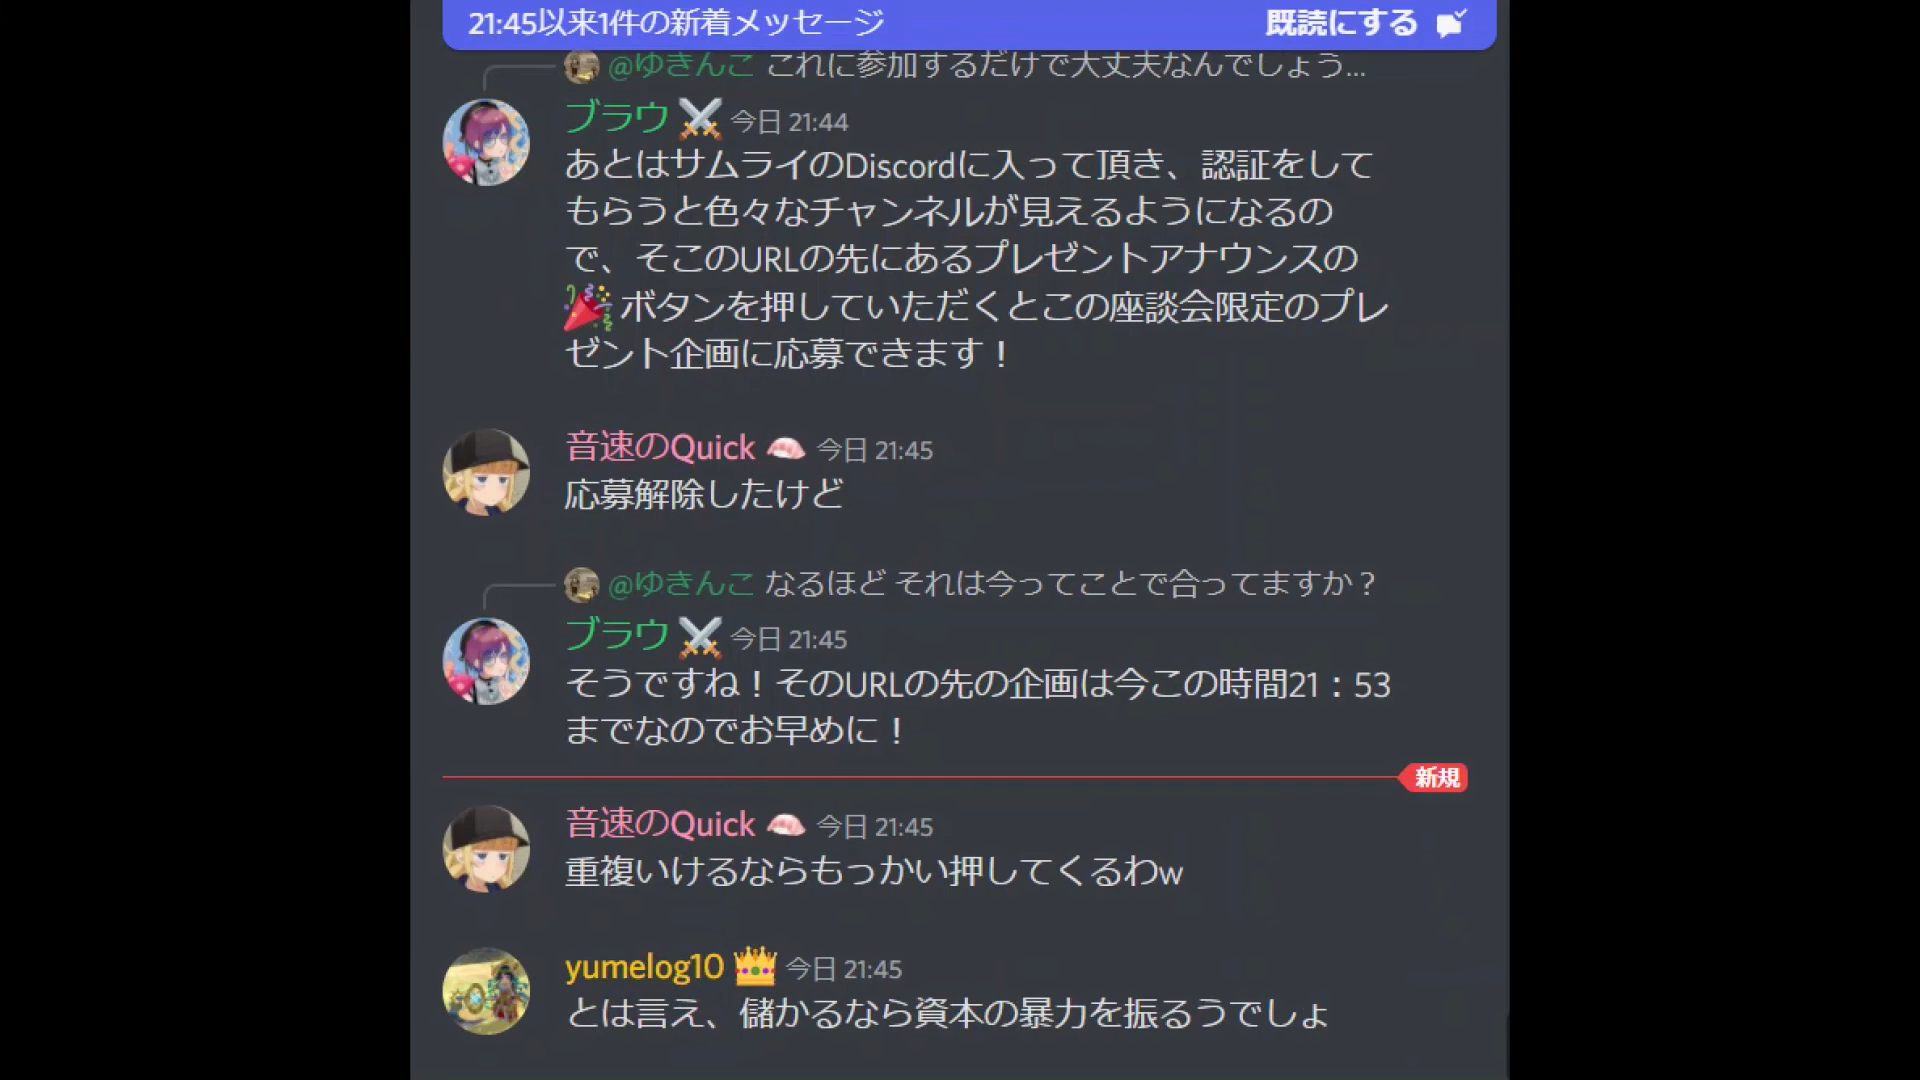 21:45以来1件の新着メッセージ 既読にする
@ゆきんこ これに参加するだけで大丈夫なんでしょう...
ブラウ 今日 21:44
あとはサムライのDiscordに入って頂き、認証をして
もらうと色々なチャンネルが見えるようになるの
で、そこのURLの先にあるプレゼントアナウンスの
🎉ボタンを押していただくとこの座談会限定のプレ
ゼント企画に応募できます！
音速のQuick 今日 21:45
応募解除したけど
@ゆきんこ なるほど それは今ってことで合ってますか？
ブラウ 今日 21:45
そうですね！そのURLの先の企画は今この時間21：53
までなのでお早めに！
新規
音速のQuick 今日 21:45
重複いけるならもっかい押してくるわw
yumelog10 今日 21:45
とは言え、儲かるなら資本の暴力を振るうでしょ